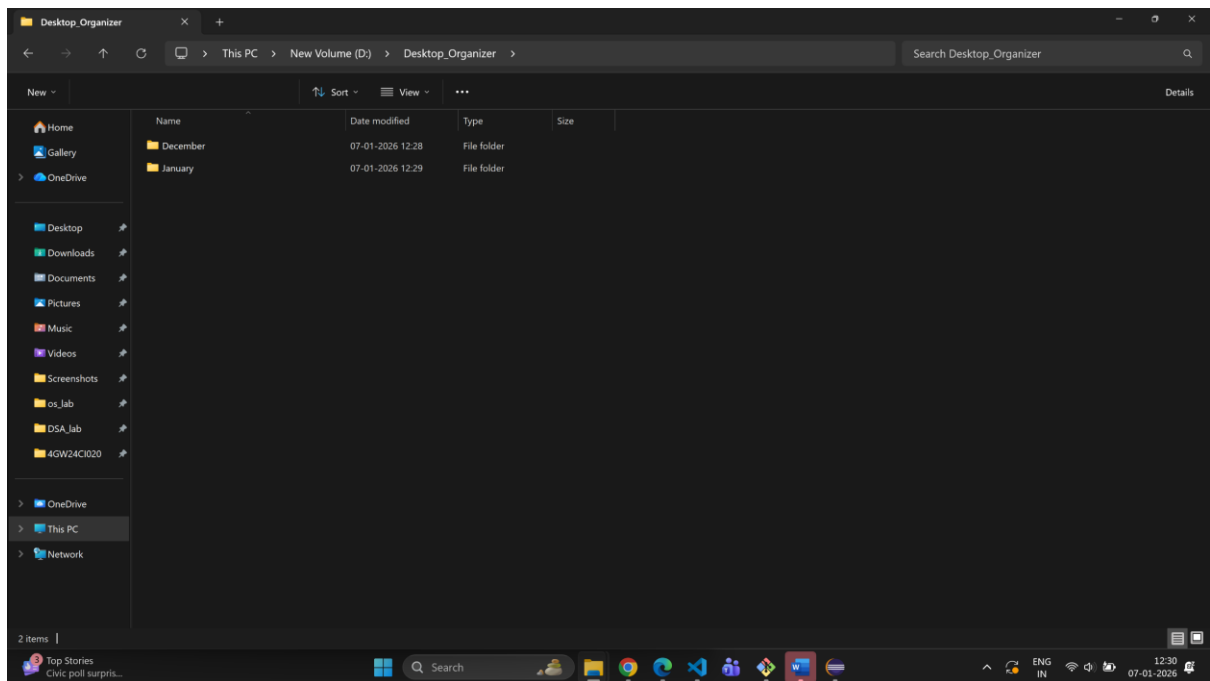 Desktop_Organizer
This PC > New Volume (D:) > Desktop_Organizer >
Search Desktop_Organizer
New
Sort
View
Details
Name
Date modified
Type
Size
December 07-01-2026 12:28 File folder
January 07-01-2026 12:29 File folder
Home
Gallery
OneDrive
Desktop
Downloads
Documents
Pictures
Music
Videos
Screenshots
os_lab
DSA_lab
4GW24CI020
OneDrive
This PC
Network
2 items
3
Top Stories
Civic poll surpris...
Search
ENG
IN
12:30
07-01-2026